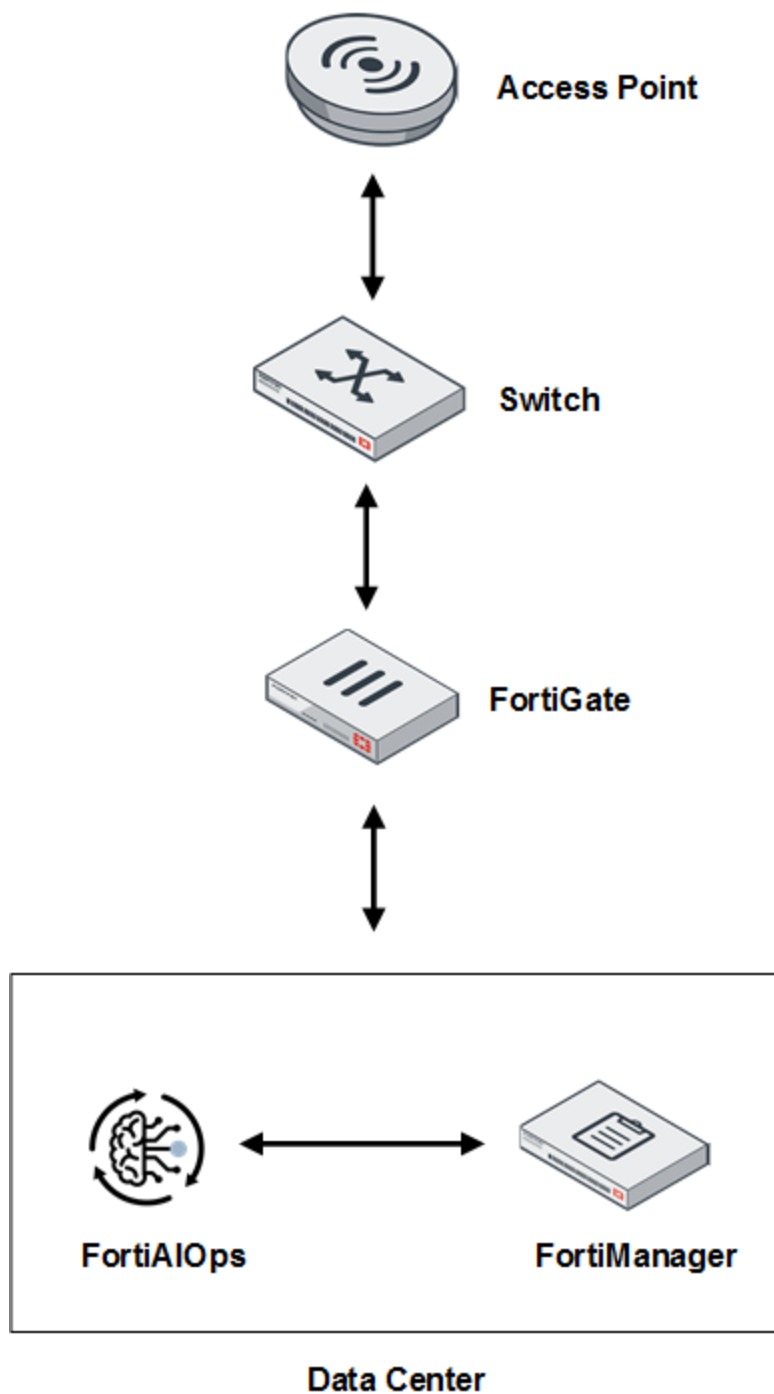 Access Point
Switch
FortiGate
FortiAIOps
FortiManager
Data Center